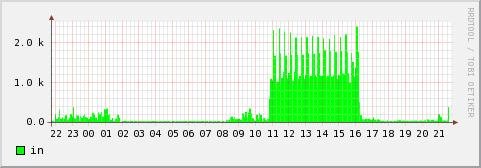 2.0 k
1.0 k
0.0
22 23 00 01 02 03 04 05 06 07 08 09 10 11 12 13 14 15 16 17 18 19 20 21
in
RRDTOOL / TOBI OETIKER